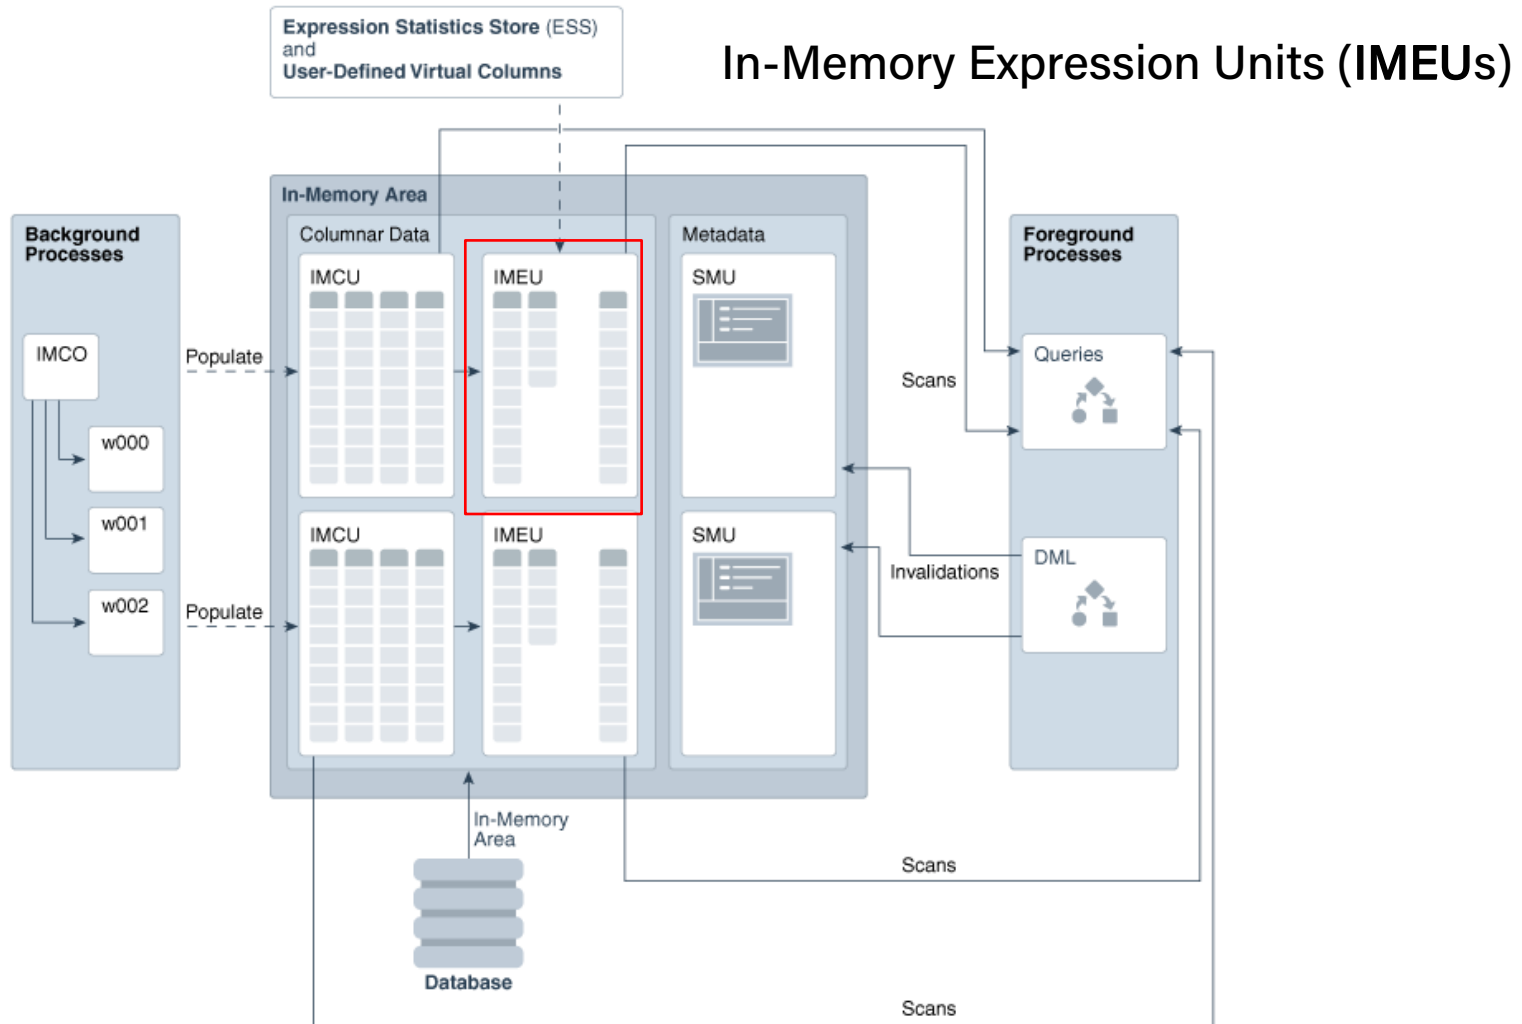 Expression Statistics Store (ESS)
and
User-Defined Virtual Columns
In-Memory Expression Units (IMEUs)
In-Memory Area
Background
Processes
Columnar Data
Metadata
Foreground
Processes
IMCU
IMEU
SMU
IMCO
Populate
Queries
Scans
w000
w001
IMCU
IMEU
SMU
DML
Invalidations
w002
Populate
In-Memory
Area
Scans
Database
Scans